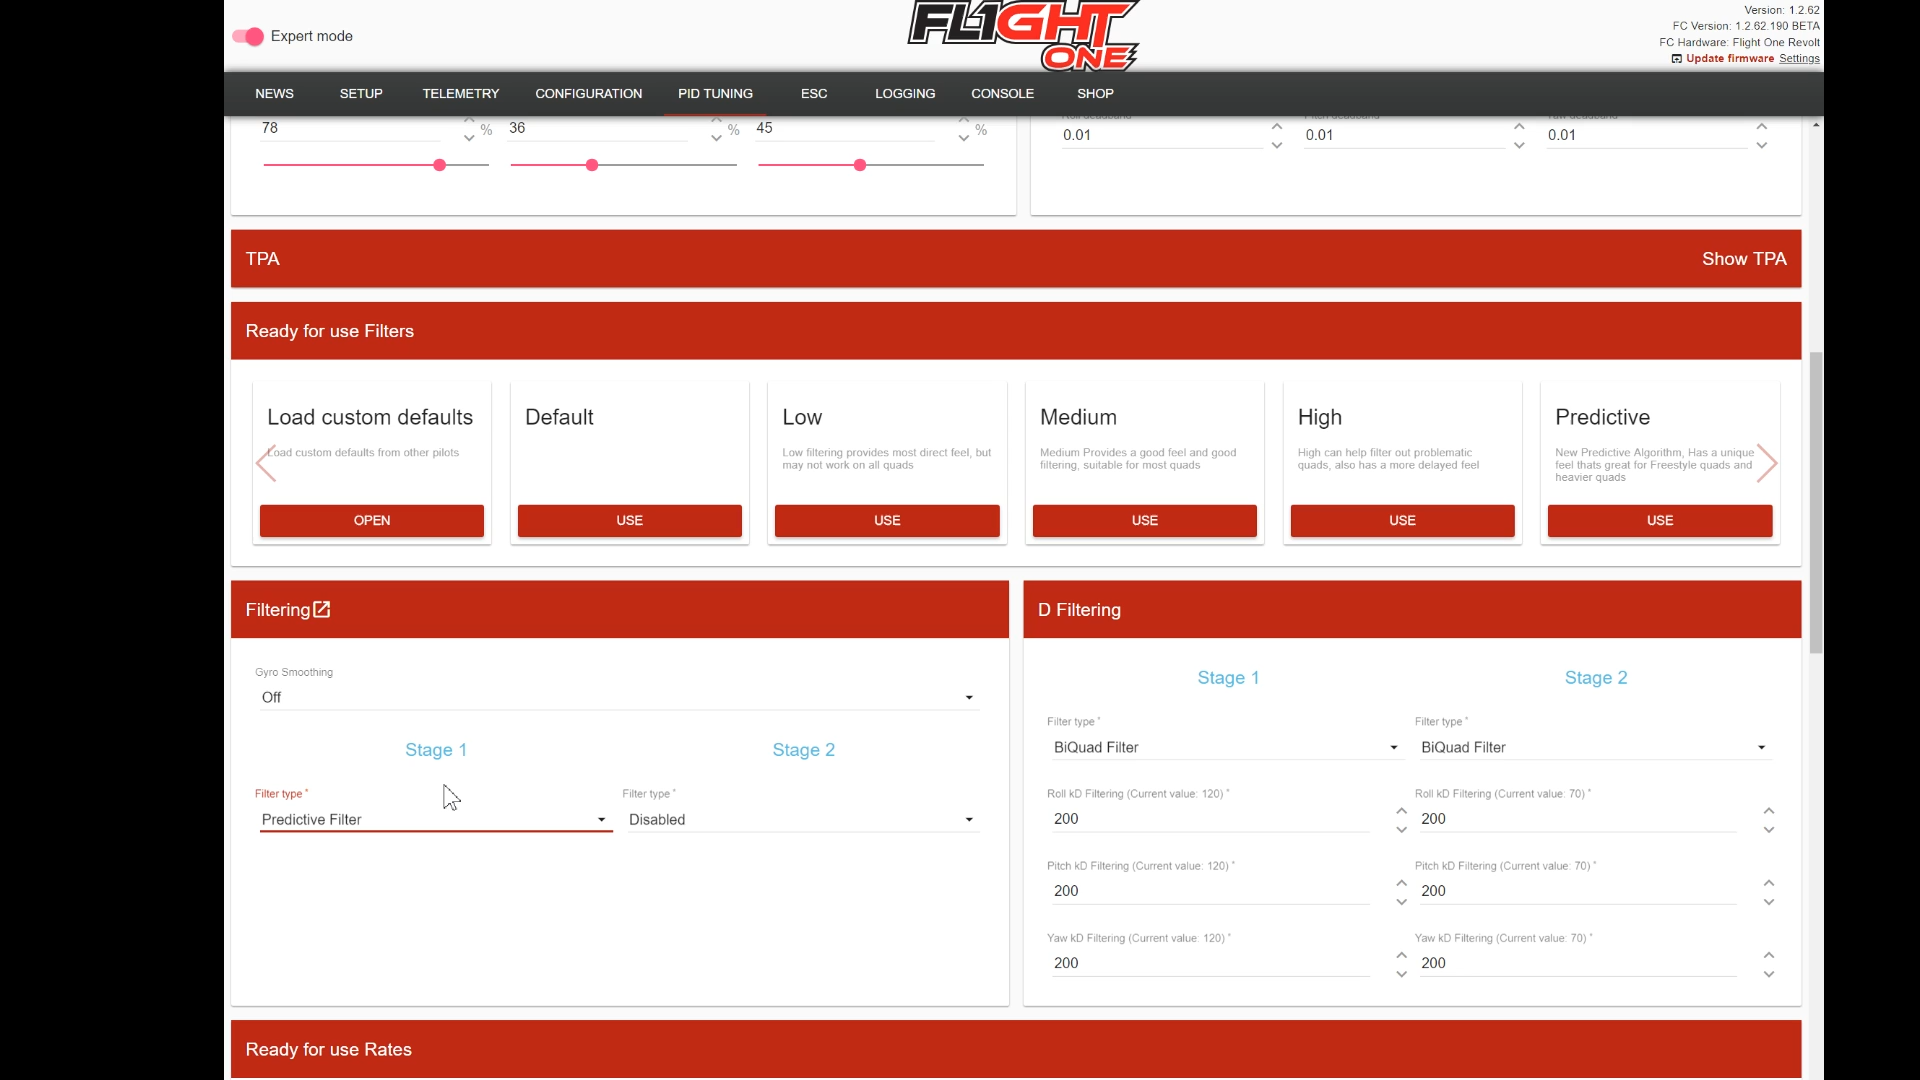 Expert mode
FL1GHT
ONE
Version: 1.2.62
FC Version: 1.2.62.190 BETA
FC Hardware: Flight One Revolt
Update firmware Settings
NEWS SETUP TELEMETRY CONFIGURATION PID TUNING ESC LOGGING CONSOLE SHOP
78 % 36 % 45 %
0.01 0.01 0.01
TPA Show TPA
Ready for use Filters
Load custom defaults
Load custom defaults from other pilots
OPEN
Default
USE
Low
Low filtering provides most direct feel, but
may not work on all quads
USE
Medium
Medium Provides a good feel and good
filtering, suitable for most quads
USE
High
High can help filter out problematic
quads, also has a more delayed feel
USE
Predictive
New Predictive Algorithm, Has a unique
feel thats great for Freestyle quads and
heavier quads
USE
Filtering
Gyro Smoothing
Off
Stage 1 Stage 2
Filter type * Filter type *
Predictive Filter Disabled
D Filtering
Stage 1 Stage 2
Filter type * Filter type *
BiQuad Filter BiQuad Filter
Roll kD Filtering (Current value: 120) * Roll kD Filtering (Current value: 70) *
200 200
Pitch kD Filtering (Current value: 120) * Pitch kD Filtering (Current value: 70) *
200 200
Yaw kD Filtering (Current value: 120) * Yaw kD Filtering (Current value: 70) *
200 200
Ready for use Rates